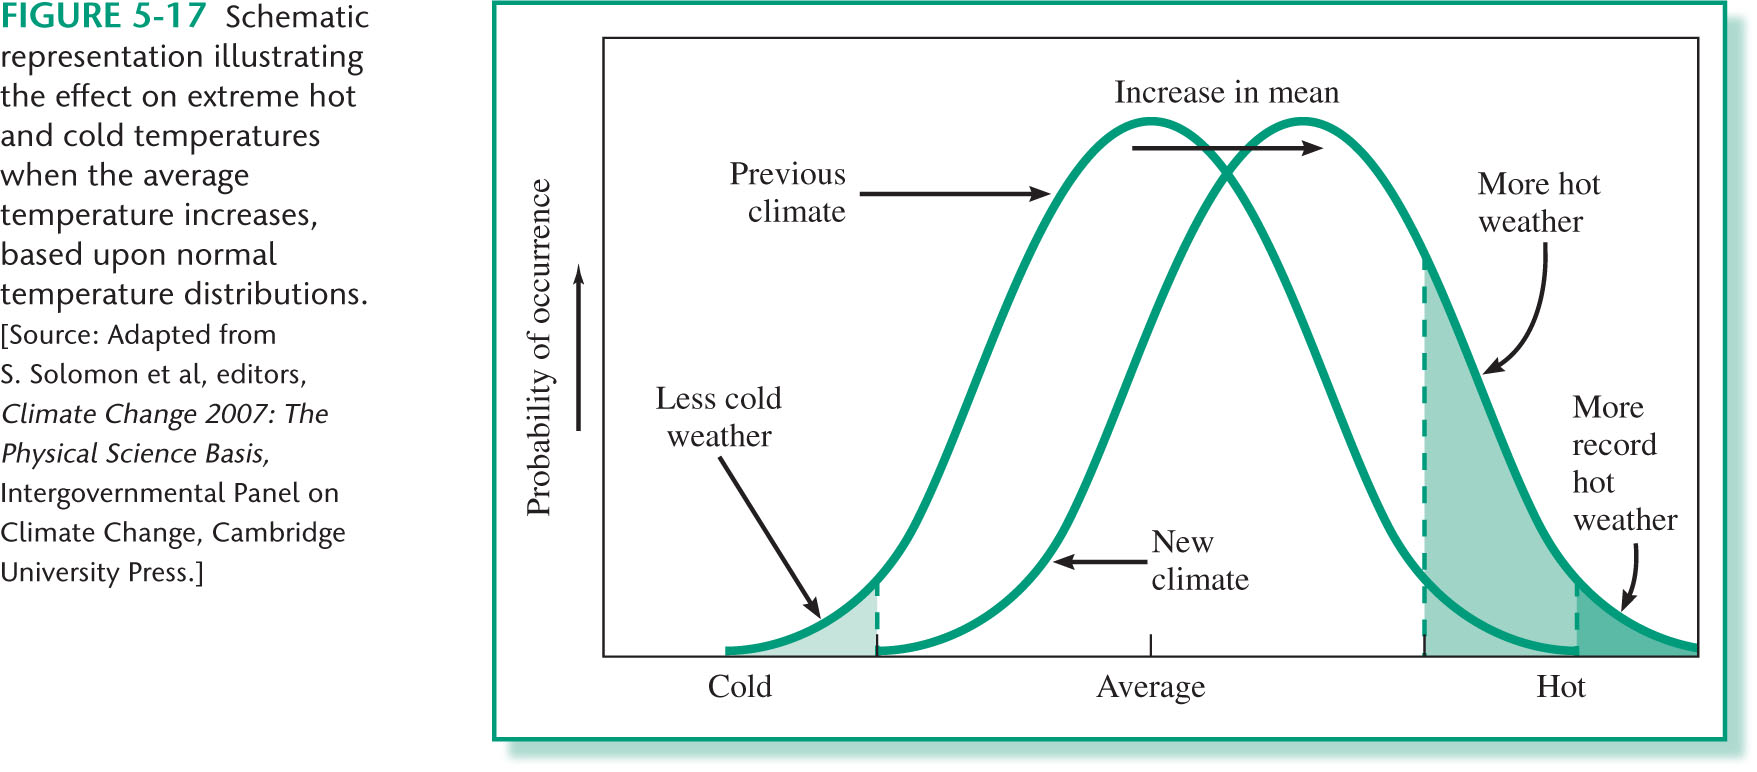 FIGURE 5-17 Schematic
representation illustrating
the effect on extreme hot
and cold temperatures
when the average
temperature increases,
based upon normal
temperature distributions.
[Source: Adapted from
S. Solomon et al, editors,
Climate Change 2007: The
Physical Science Basis,
Intergovernmental Panel on
Climate Change, Cambridge
University Press.]
Probability of occurrence
Increase in mean
Previous
climate
More hot
weather
Less cold
weather
More
record
hot
weather
New
climate
Cold
Average
Hot